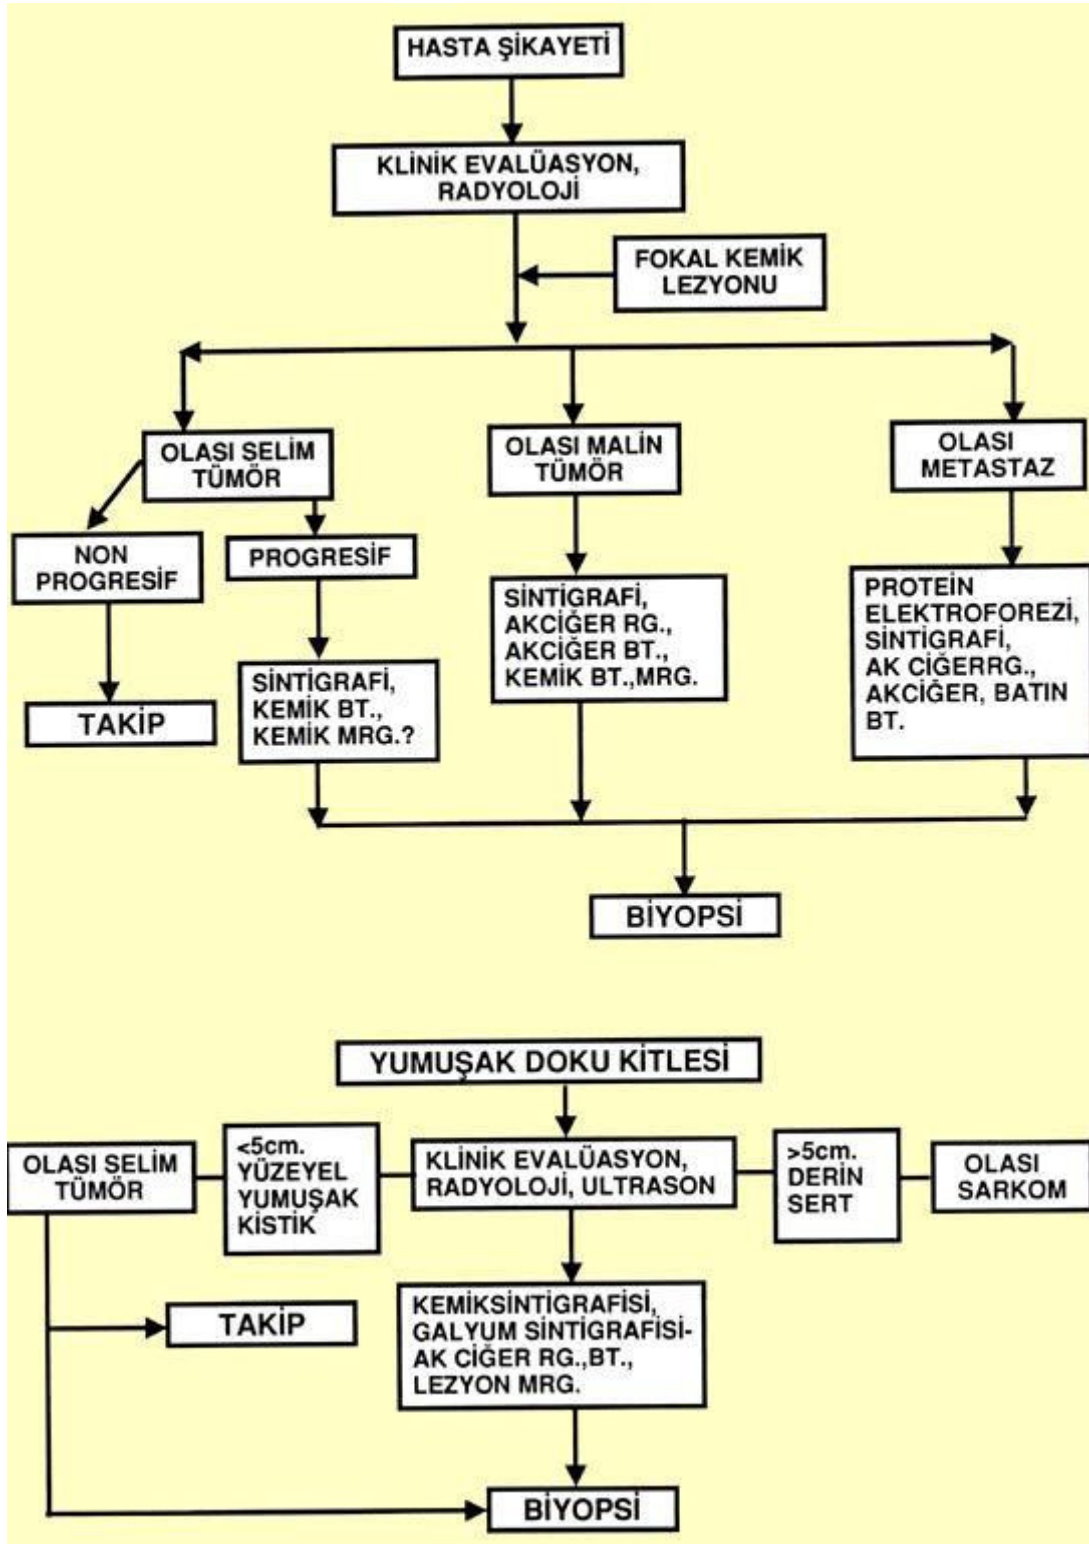 HASTA ŞİKAYETİ
KLİNİK EVALÜASYON,
RADYOLOJİ
FOKAL KEMİK
LEZYONU
OLASI SELİM
TÜMÖR
OLASI MALİN
TÜMÖR
OLASI
METASTAZ
NON
PROGRESİF
PROGRESİF
SİNTİGRAFİ,
AKCİĞER RG.,
AKCİĞER BT.,
KEMİK BT.,MRG.
PROTEİN
ELEKTROFOREZİ,
SİNTİGRAFİ,
AK CİĞERRG.,
AKCİĞER, BATIN
BT.
TAKİP
SİNTİGRAFİ,
KEMİK BT.,
KEMİK MRG.?
BİYOPSİ
YUMUŞAK DOKU KİTLESİ
OLASI SELİM
TÜMÖR
<5cm.
YÜZEYEL
YUMUŞAK
KİSTİK
KLİNİK EVALÜASYON,
RADYOLOJİ, ULTRASON
>5cm.
DERİN
SERT
OLASI
SARKOM
TAKİP
KEMİKSİNTİGRAFİSİ,
GALYUM SİNTİGRAFİSİ-
AK CİĞER RG.,BT.,
LEZYON MRG.
BİYOPSİ